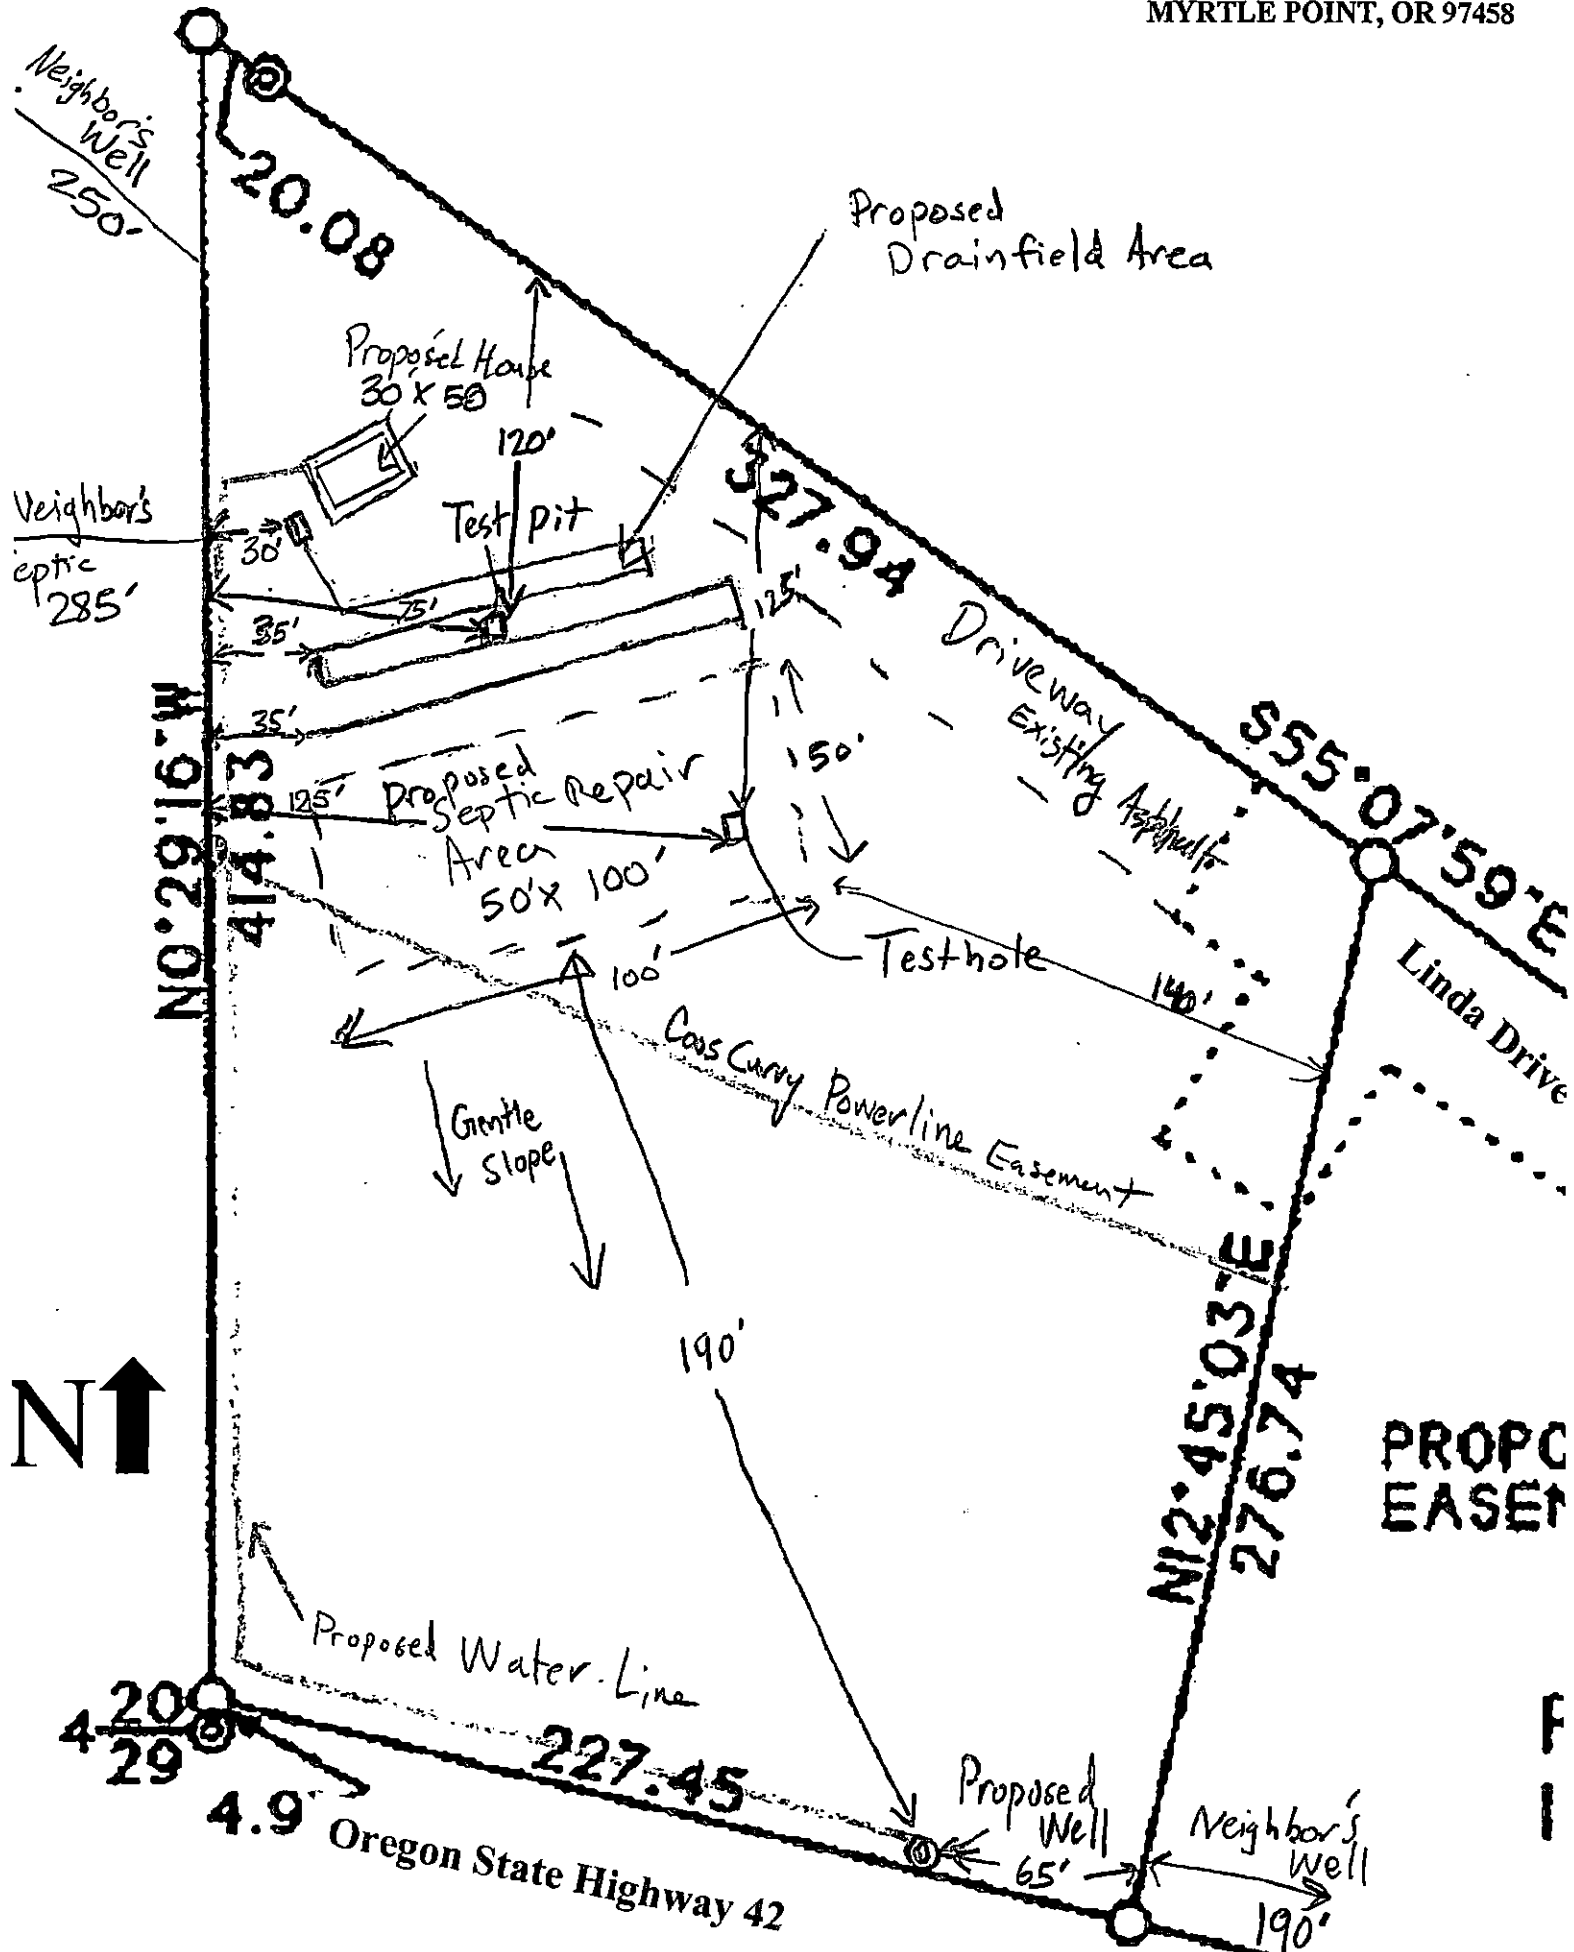 MYRTLE POINT, OR 97458
Neighbor's
Well
250'
20.08
Proposed
Drainfield Area
Proposed House
30'X 50
120'
Test pit
327.94
Neighbor's
eptic
285'
30'
75'
35'
125'
35'
Driveway
Existing Asphault
S55°07'59"E
Linda Drive
N0°29'16"W
414.83
125'
Proposed
Septic Repair
Area
50'X 100'
50'
Testhole
140'
100'
Coos Curry Powerline Easement
Gentle
Slope
190'
N12°45'03"E
276.74
N
PROPO
EASE
Proposed Water Line
20
4
29
4.9
227.45
Oregon State Highway 42
Proposed
Well
65'
Neighbor's
Well
190'